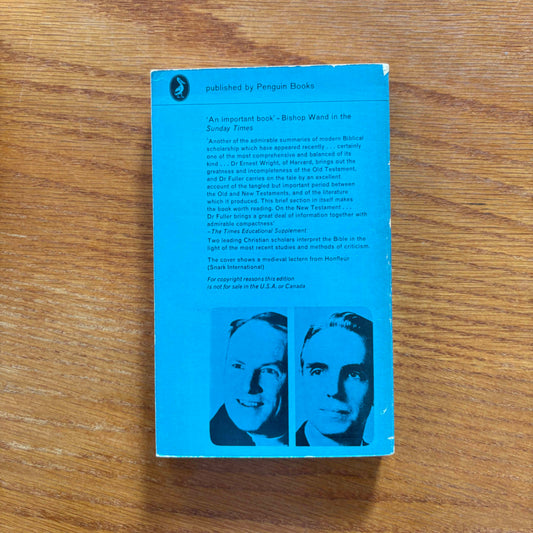 published by Penguin Books
'An important book' – Bishop Wand in the
Sunday Times
'Another of the admirable summaries of modern Biblical
scholarship which have appeared recently . . . certainly
one of the most comprehensive and balanced of its
kind . . . Dr Ernest Wright, of Harvard, brings out the
greatness and incompleteness of the Old Testament,
and Dr Fuller carries on the tale by an excellent
account of the tangled but important period between
the Old and New Testaments, and of the literature
which it produced. This brief section in itself makes
the book worth reading. On the New Testament . . .
Dr Fuller brings a great deal of information together with
admirable compactness'
– The Times Educational Supplement
Two leading Christian scholars interpret the Bible in the
light of the most recent studies and methods of criticism.
The cover shows a medieval lectern from Honfleur
(Snark International)
For copyright reasons this edition
is not for sale in the U.S.A. or Canada